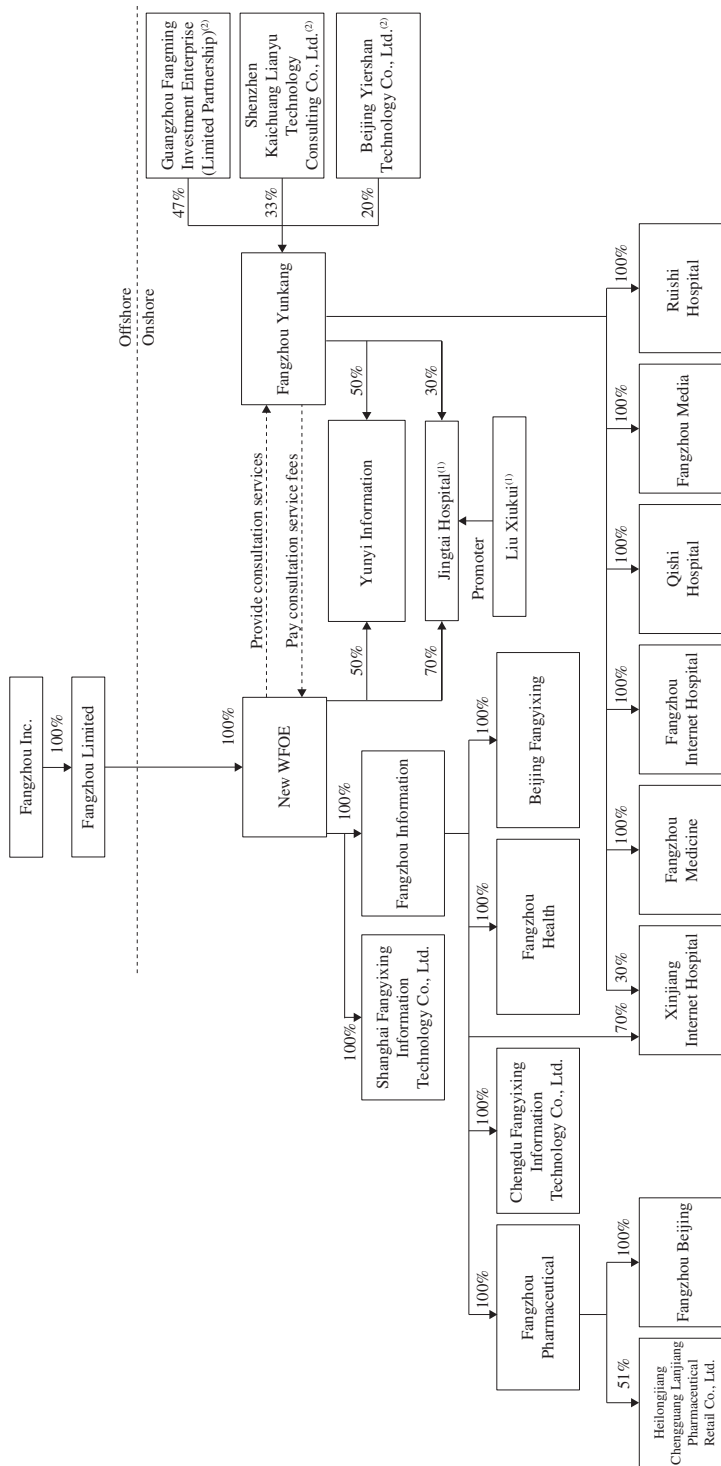 Fangzhou Inc.
100%
Fangzhou Limited
Offshore
Onshore
100%
New WFOE
Provide consultation services
Pay consultation service fees
Fangzhou Yunkang
47%
33%
20%
Guangzhou Fangming
Investment Enterprise
(Limited Partnership)(2)
Shenzhen
Kaichuang Lianyu
Technology
Consulting Co., Ltd.(2)
Beijing Yiershan
Technology Co., Ltd.(2)
100%
100%
50%
50%
70%
30%
Shanghai Fangyixing
Information
Technology Co., Ltd.
Fangzhou Information
Yunyi Information
Jingtai Hospital(1)
Promoter
Liu Xiukui(1)
100%
100%
100%
100%
Fangzhou
Pharmaceutical
Chengdu Fangyixing
Information
Technology Co., Ltd.
Fangzhou
Health
Beijing Fangyixing
51%
100%
70%
30%
100%
100%
100%
100%
100%
Heilongjiang
Chengguang Lanjiang
Pharmaceutical
Retail Co., Ltd.
Fangzhou Beijing
Xinjiang
Internet Hospital
Fangzhou
Medicine
Fangzhou
Internet Hospital
Qishi
Hospital
Fangzhou Media
Ruishi
Hospital